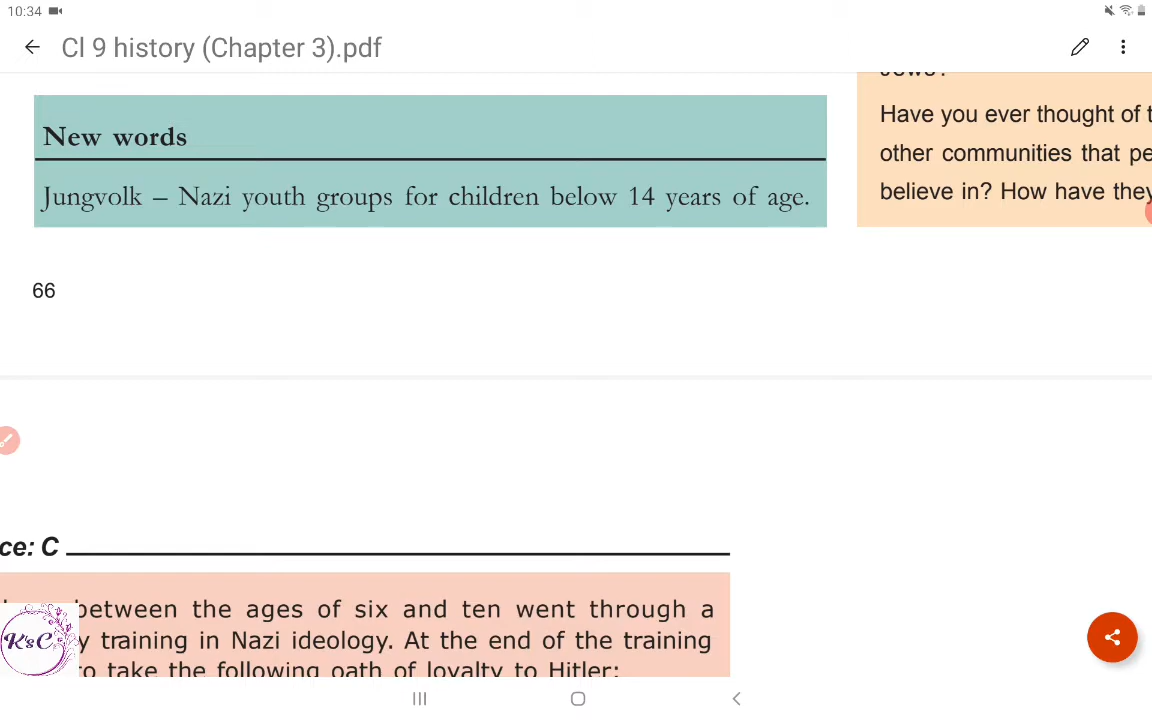 10:34
Cl 9 history (Chapter 3).pdf
New words
Jungvolk – Nazi youth groups for children below 14 years of age.
Have you ever thought of
other communities that
believe in? How have they
66
ce: C
between the ages of six and ten went through a
y training in Nazi ideology. At the end of the training
to take the following oath of loyalty to Hitler:
K's C